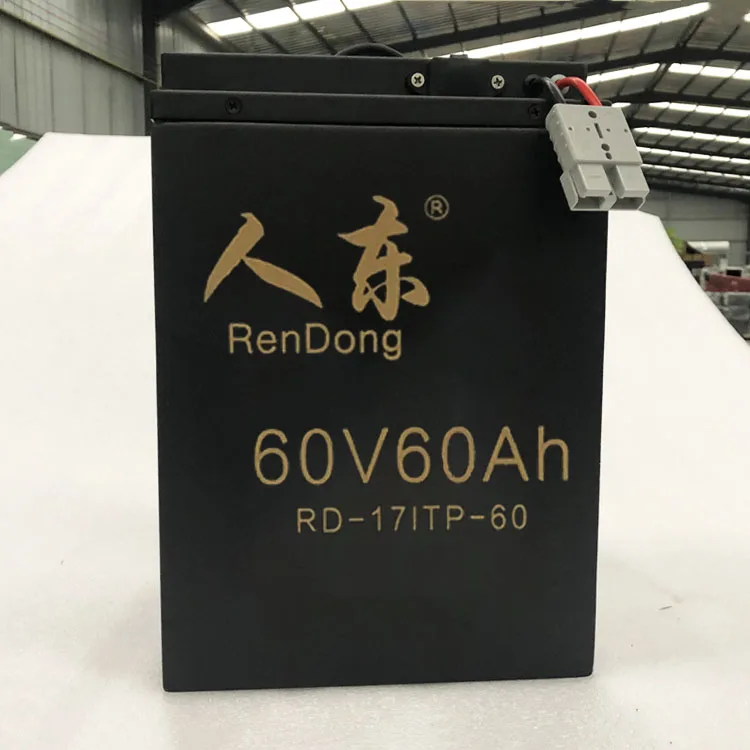 人东®
RenDong
60V60Ah
RD-17ITP-60